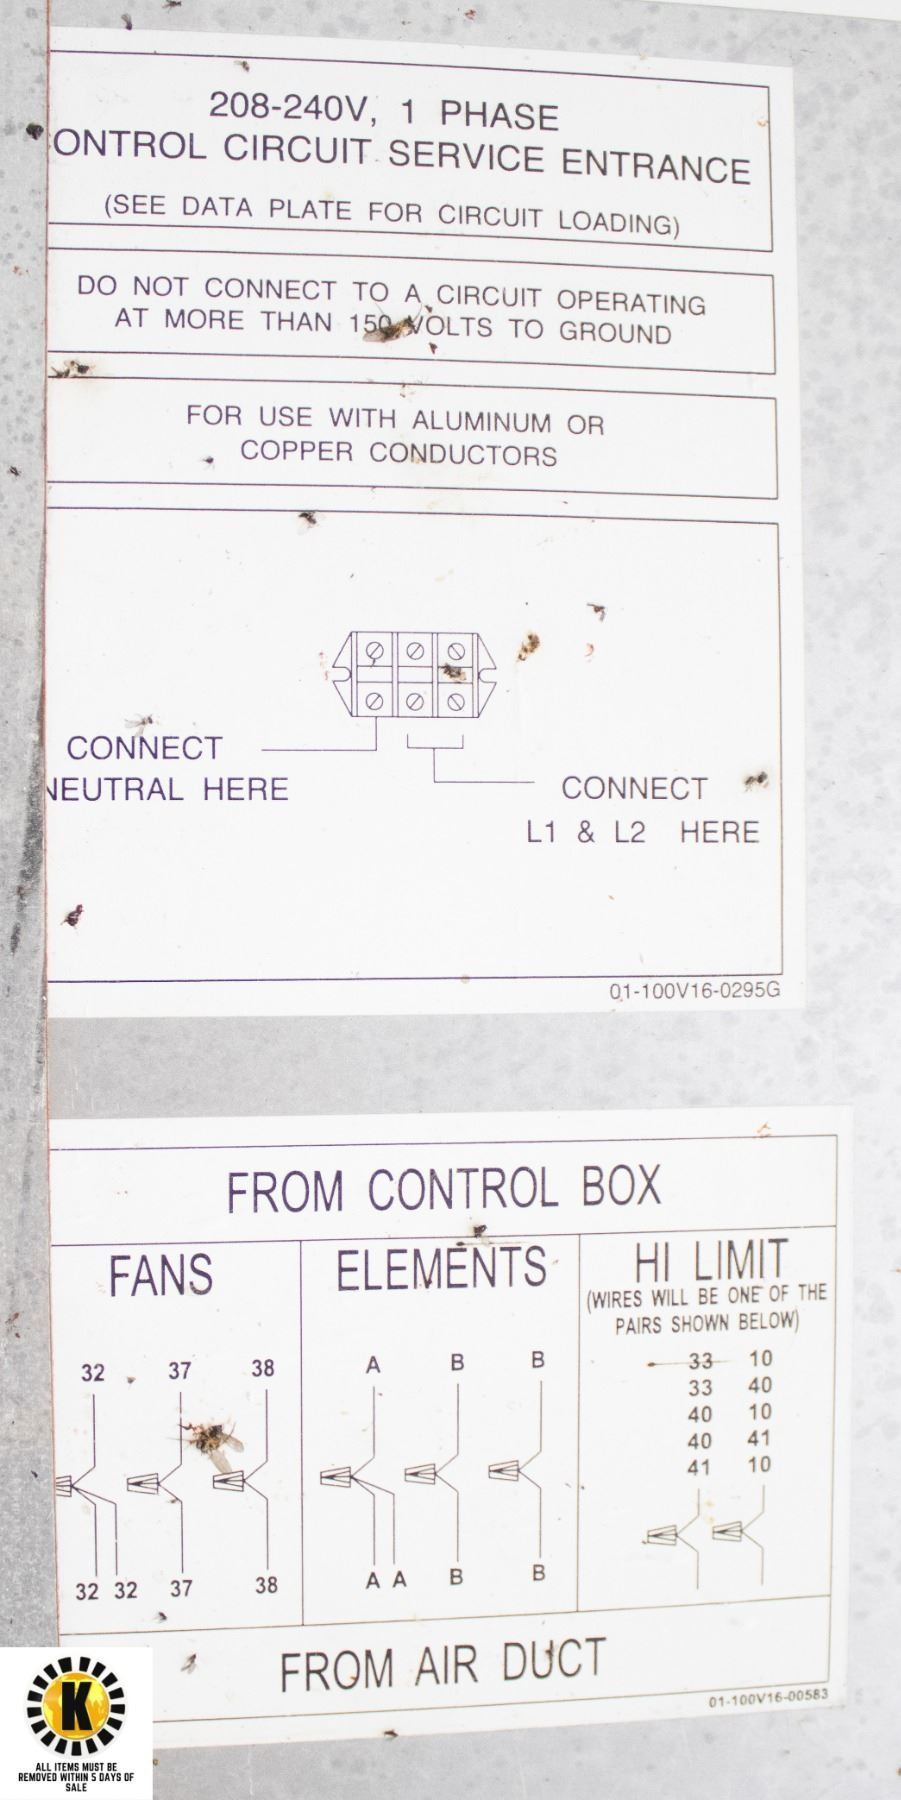 208-240V, 1 PHASE
ONTROL CIRCUIT SERVICE ENTRANCE
(SEE DATA PLATE FOR CIRCUIT LOADING)
DO NOT CONNECT TO A CIRCUIT OPERATING
AT MORE THAN 150 VOLTS TO GROUND
FOR USE WITH ALUMINUM OR
COPPER CONDUCTORS
CONNECT
NEUTRAL HERE
CONNECT
L1 & L2 HERE
01-100V16-0295G
FROM CONTROL BOX
FANS
32 37 38
32 32 37 38
ELEMENTS
A B B
A A B B
HI LIMIT
(WIRES WILL BE ONE OF THE
PAIRS SHOWN BELOW)
33 10
33 40
40 10
40 41
41 10
FROM AIR DUCT
01-100V16-00583
K
ALL ITEMS MUST BE
REMOVED WITHIN 5 DAYS OF
SALE